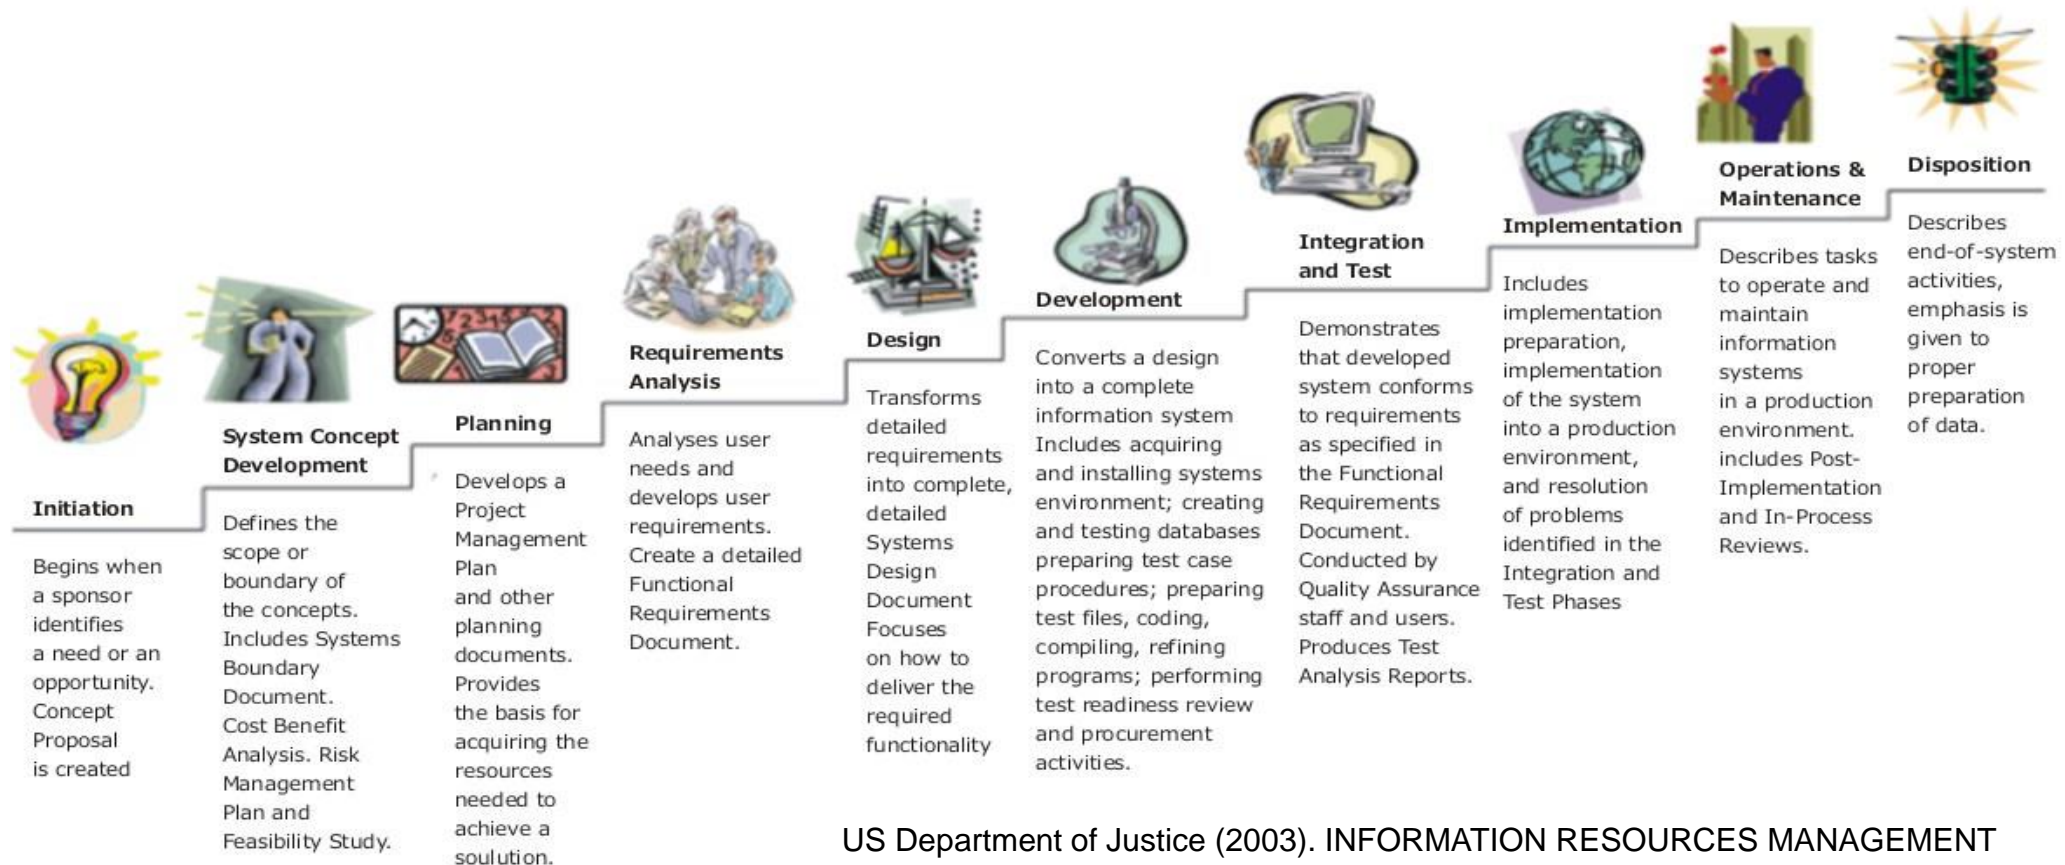 Initiation
Begins when
a sponsor
identifies
a need or an
opportunity.
Concept
Proposal
is created
System Concept
Development
Defines the
scope or
boundary of
the concepts.
Includes Systems
Boundary
Document.
Cost Benefit
Analysis. Risk
Management
Plan and
Feasibility Study.
Planning
Develops a
Project
Management
Plan
and other
planning
documents.
Provides
the basis for
acquiring the
resources
needed to
achieve a
soulution.
Requirements
Analysis
Analyses user
needs and
develops user
requirements.
Create a detailed
Functional
Requirements
Document.
Design
Transforms
detailed
requirements
into complete,
detailed
Systems
Design
Document
Focuses
on how to
deliver the
required
functionality
Development
Converts a design
into a complete
information system
Includes acquiring
and installing systems
environment; creating
and testing databases
preparing test case
procedures; preparing
test files, coding,
compiling, refining
programs; performing
test readiness review
and procurement
activities.
Integration
and Test
Demonstrates
that developed
system conforms
to requirements
as specified in
the Functional
Requirements
Document.
Conducted by
Quality Assurance
staff and users.
Produces Test
Analysis Reports.
Implementation
Includes
implementation
preparation,
implementation
of the system
into a production
environment,
and resolution
of problems
identified in the
Integration and
Test Phases
Operations &
Maintenance
Describes tasks
to operate and
maintain
information
systems
in a production
environment.
includes Post-
Implementation
and In-Process
Reviews.
Disposition
Describes
end-of-system
activities,
emphasis is
given to
proper
preparation
of data.
US Department of Justice (2003). INFORMATION RESOURCES MANAGEMENT